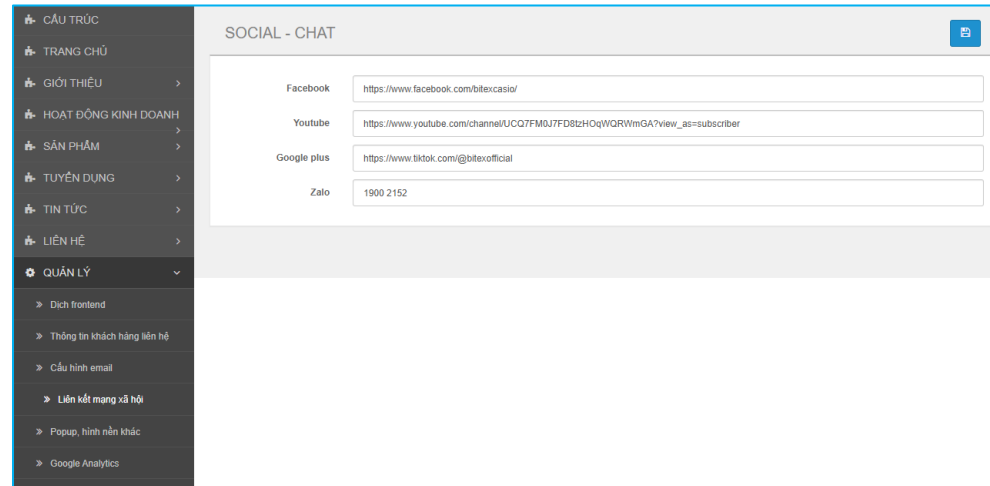 CẤU TRÚC
TRANG CHỦ
GIỚI THIỆU
HOẠT ĐỘNG KINH DOANH
SẢN PHẨM
TUYỂN DỤNG
TIN TỨC
LIÊN HỆ
QUẢN LÝ
Dịch frontend
Thông tin khách hàng liên hệ
Cấu hình email
Liên kết mạng xã hội
Popup, hình nền khác
Google Analytics
SOCIAL - CHAT
Facebook https://www.facebook.com/bitexcasio/
Youtube https://www.youtube.com/channel/UCQ7FM0J7FD8tzHOqWQRWmGA?view_as=subscriber
Google plus https://www.tiktok.com/@bitexofficial
Zalo 1900 2152